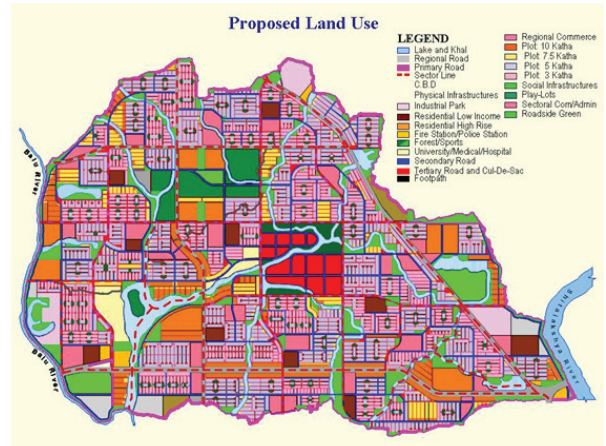 Proposed Land Use
LEGEND
Lake and Khal
Regional Road
Primary Road
Sector Line
C.B.D
Physical Infrastructures
Industrial Park
Residential Low Income
Residential High Rise
Fire Station/Police Station
Forest/Sports
University/Medical/Hospital
Secondary Road
Tertiary Road and Cul-De-Sac
Footpath
Regional Commerce
Plot: 10 Katha
Plot: 7.5 Katha
Plot: 5 Katha
Plot: 3 Katha
Social Infrastructures
Play-Lots
Sectoral Com/Admin
Roadside Green
Balu River
Balu River
River